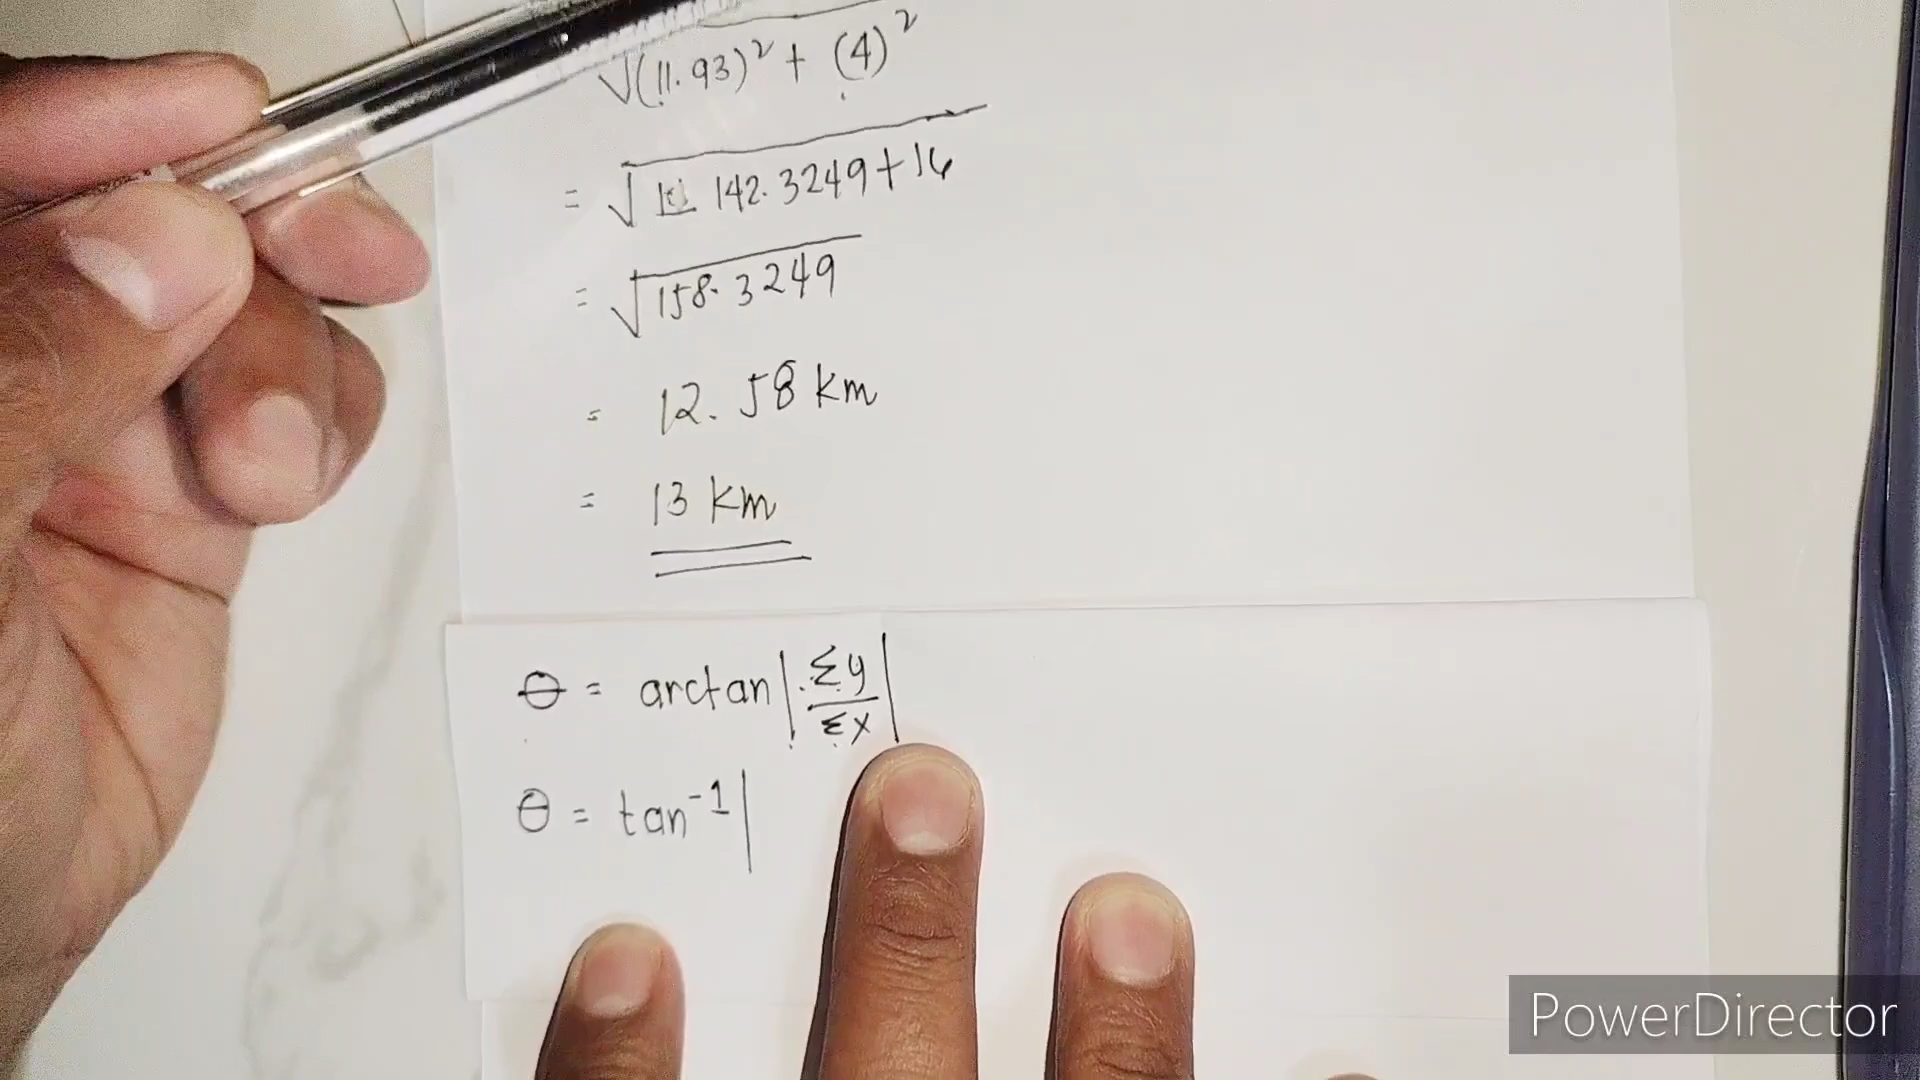 √(11.93)² + (4)²
= √ 142.3249+16
= √158.3249
= 12.58 km
= 13 km
θ = arctan |Σy/Σx|
θ = tan⁻¹|
PowerDirector